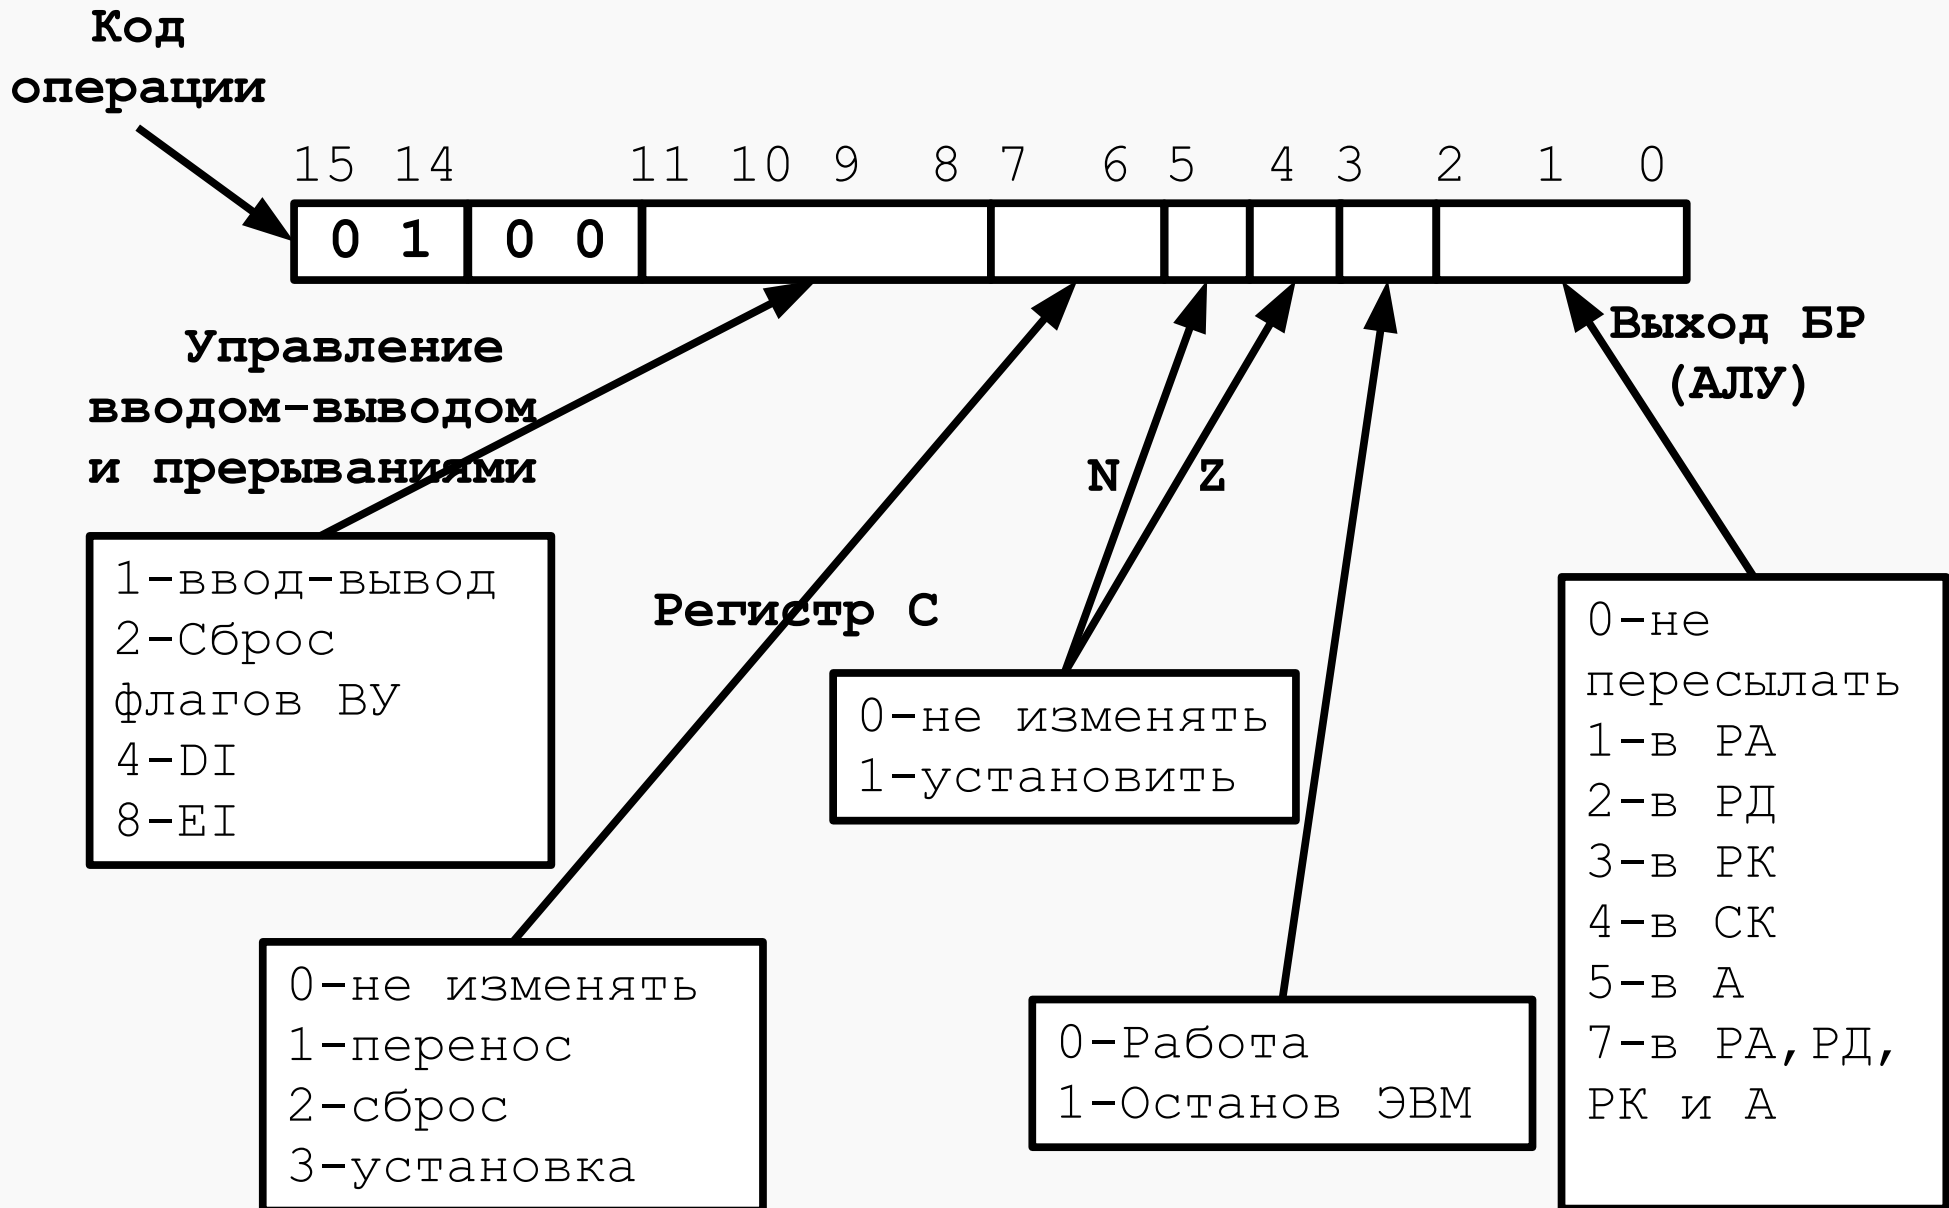 Код
операции
15 14 11 10 9 8 7 6 5 4 3 2 1 0
0 1 0 0
Управление
вводом-выводом
и прерываниями
Выход БР
(АЛУ)
N Z
1-ввод-вывод
2-Сброс
флагов ВУ
4-DI
8-EI
Регистр С
0-не изменять
1-перенос
2-сброс
3-установка
0-не изменять
1-установить
0-Работа
1-Останов ЭВМ
0-не
пересылать
1-в РА
2-в РД
3-в РК
4-в СК
5-в А
7-в РА,РД,
РК и А